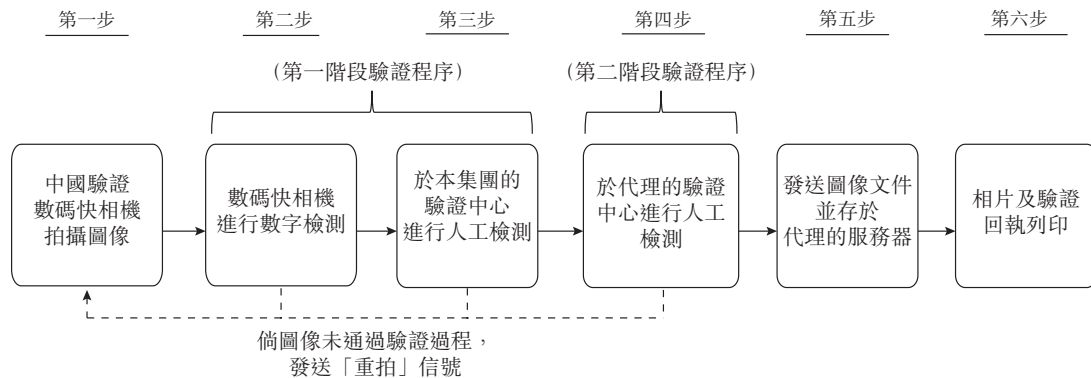 第一步
第二步
第三步
第四步
第五步
第六步
(第一階段驗證程序)
(第二階段驗證程序)
中國驗證
數碼快相機
拍攝圖像
數碼快相機
進行數字檢測
於本集團的
驗證中心
進行人工檢測
於代理的驗證
中心進行人工
檢測
發送圖像文件
並存於
代理的服務器
相片及驗證
回執列印
倘圖像未通過驗證過程，
發送「重拍」信號